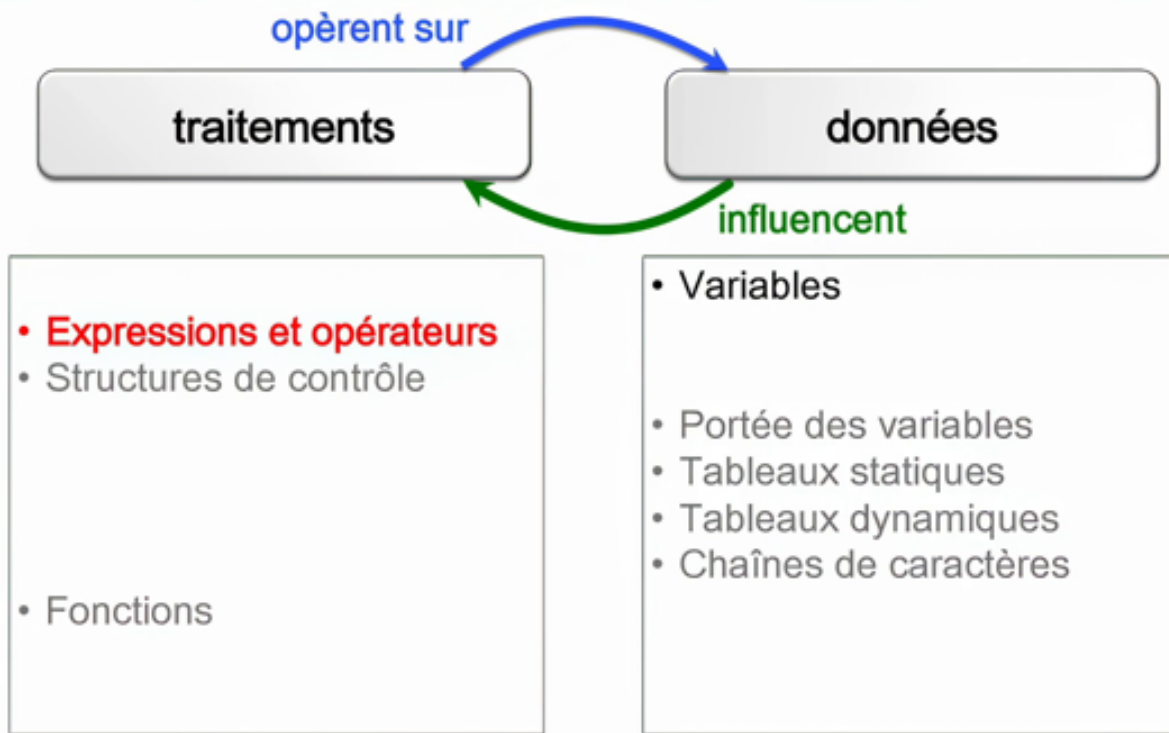 opèrent sur
traitements
données
influencent
• Expressions et opérateurs
• Structures de contrôle
• Fonctions
• Variables
• Portée des variables
• Tableaux statiques
• Tableaux dynamiques
• Chaînes de caractères